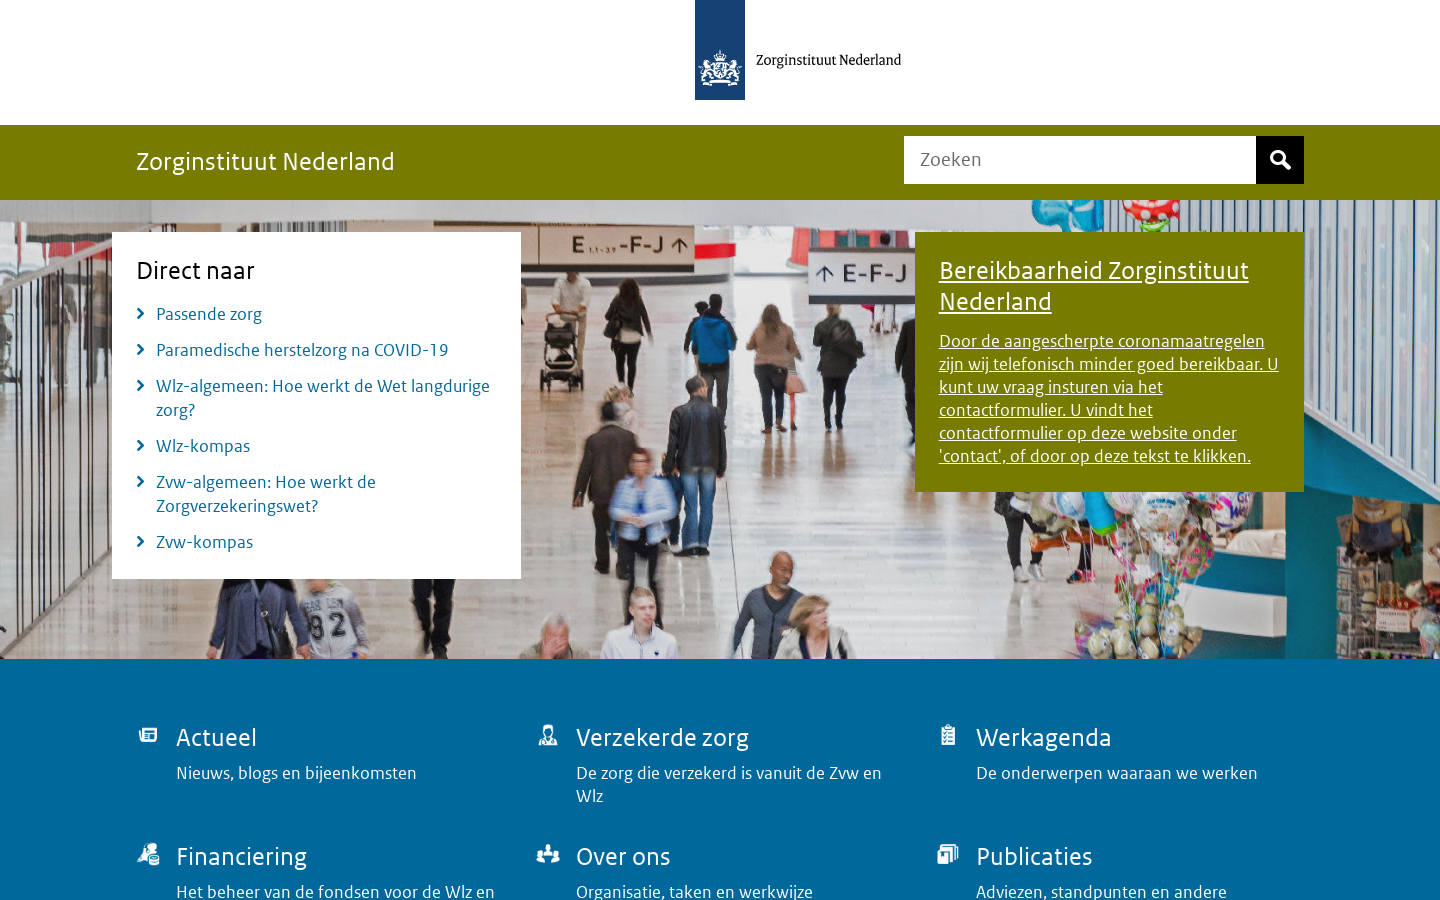 Zorginstituut Nederland
Zorginstituut Nederland
Zoeken
E -F-J
E-F-J
Direct naar
Passende zorg
Paramedische herstelzorg na COVID-19
Wlz-algemeen: Hoe werkt de Wet langdurige
zorg?
Wlz-kompas
Zvw-algemeen: Hoe werkt de
Zorgverzekeringswet?
Zvw-kompas
Bereikbaarheid Zorginstituut
Nederland
Door de aangescherpte coronamaatregelen
zijn wij telefonisch minder goed bereikbaar. U
kunt uw vraag insturen via het
contactformulier. U vindt het
contactformulier op deze website onder
'contact', of door op deze tekst te klikken.
92
Actueel
Nieuws, blogs en bijeenkomsten
Verzekerde zorg
De zorg die verzekerd is vanuit de Zvw en
Wlz
Werkagenda
De onderwerpen waaraan we werken
Financiering
Het beheer van de fondsen voor de Wlz en
Over ons
Organisatie, taken en werkwijze
Publicaties
Adviezen, standpunten en andere